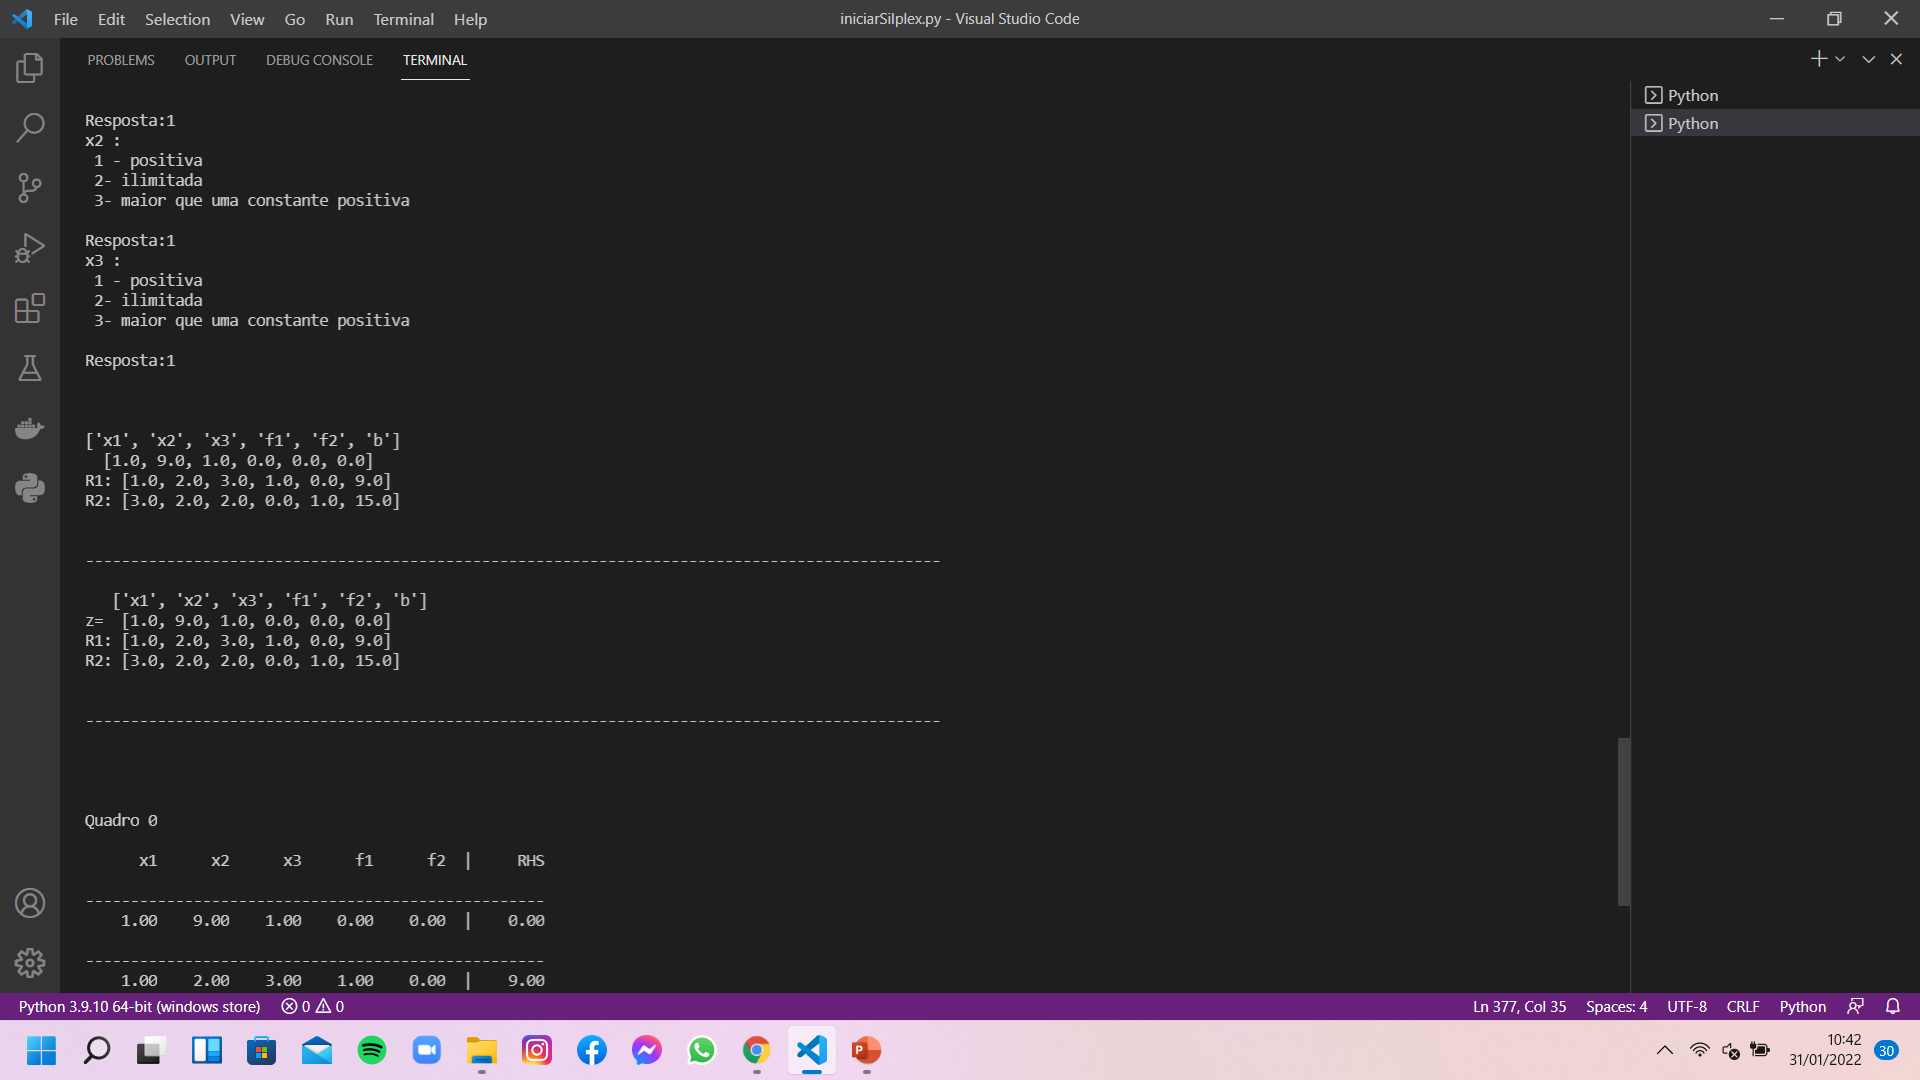 File Edit Selection View Go Run Terminal Help
iniciarSilplex.py - Visual Studio Code
PROBLEMS OUTPUT DEBUG CONSOLE TERMINAL
Python
Python
Resposta:1
x2 :
1 - positiva
2- ilimitada
3- maior que uma constante positiva
Resposta:1
x3 :
1 - positiva
2- ilimitada
3- maior que uma constante positiva
Resposta:1
['x1', 'x2', 'x3', 'f1', 'f2', 'b']
[1.0, 9.0, 1.0, 0.0, 0.0, 0.0]
R1: [1.0, 2.0, 3.0, 1.0, 0.0, 9.0]
R2: [3.0, 2.0, 2.0, 0.0, 1.0, 15.0]
-----------------------------------------------------------------------------------------------
['x1', 'x2', 'x3', 'f1', 'f2', 'b']
z= [1.0, 9.0, 1.0, 0.0, 0.0, 0.0]
R1: [1.0, 2.0, 3.0, 1.0, 0.0, 9.0]
R2: [3.0, 2.0, 2.0, 0.0, 1.0, 15.0]
-----------------------------------------------------------------------------------------------
Quadro 0
x1 x2 x3 f1 f2 | RHS
---------------------------------------------------
1.00 9.00 1.00 0.00 0.00 | 0.00
---------------------------------------------------
1.00 2.00 3.00 1.00 0.00 | 9.00
Python 3.9.10 64-bit (windows store) 0 0
Ln 377, Col 35 Spaces: 4 UTF-8 CRLF Python
10:42
31/01/2022
30